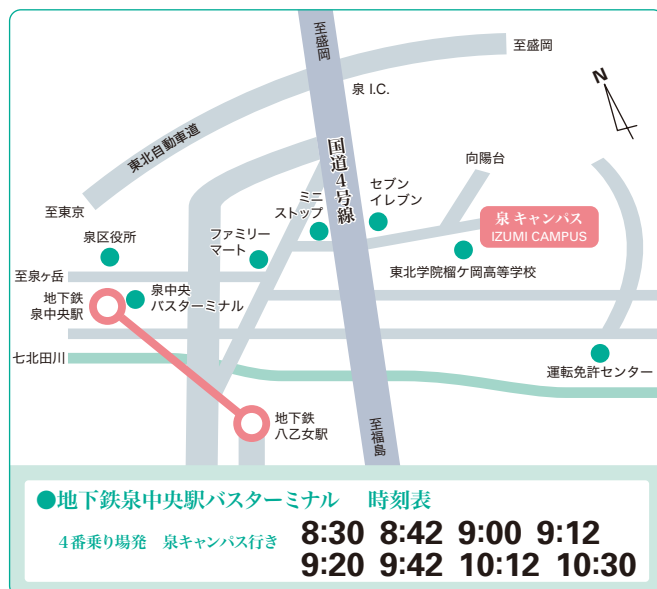 至盛岡
至盛岡
泉 I.C.
N
東北自動車道
国道4号線
向陽台
セブン
イレブン
ミニ
ストップ
至東京
泉キャンパス
IZUMI CAMPUS
ファミリー
マート
泉区役所
東北学院榴ケ岡高等学校
至泉ヶ岳
地下鉄
泉中央駅
泉中央
バスターミナル
七北田川
運転免許センター
地下鉄
八乙女駅
至福島
●地下鉄泉中央駅バスターミナル 時刻表
4番乗り場発 泉キャンパス行き
8:30 8:42 9:00 9:12
9:20 9:42 10:12 10:30